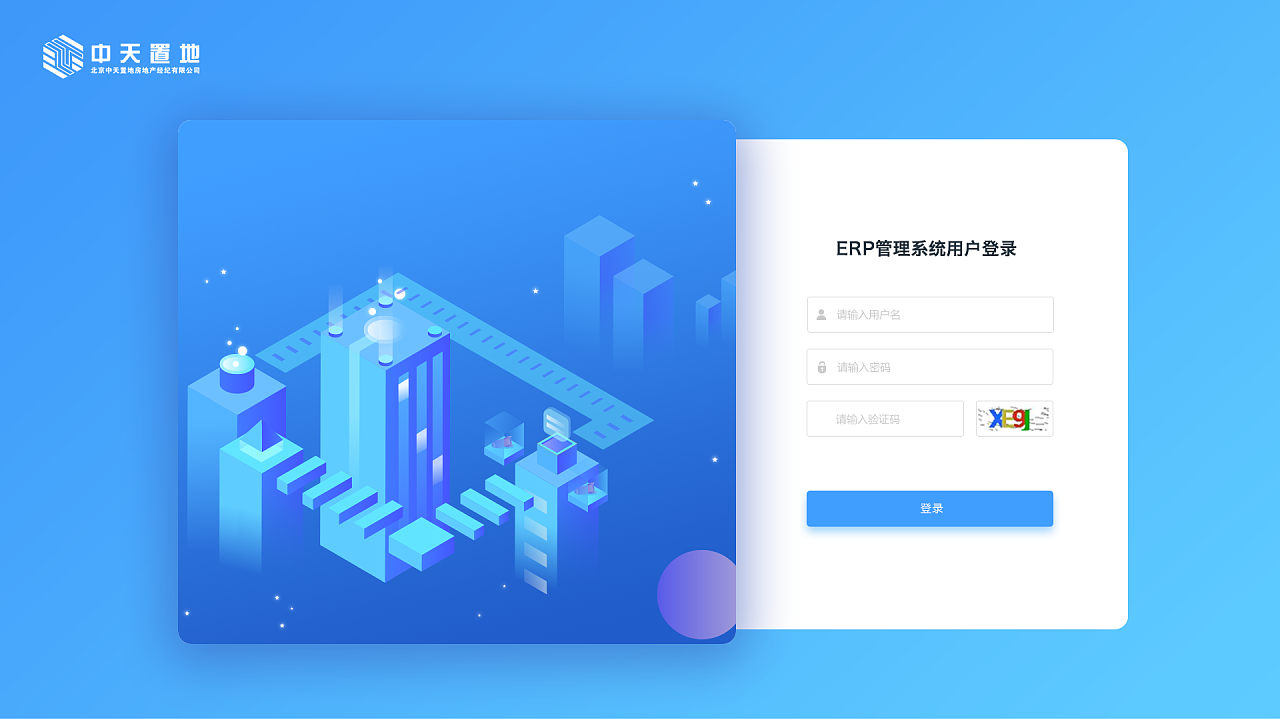 中天置地
北京中天置地房地产经纪有限公司
ERP管理系统用户登录
请输入用户名
请输入密码
请输入验证码
XE9J
登录